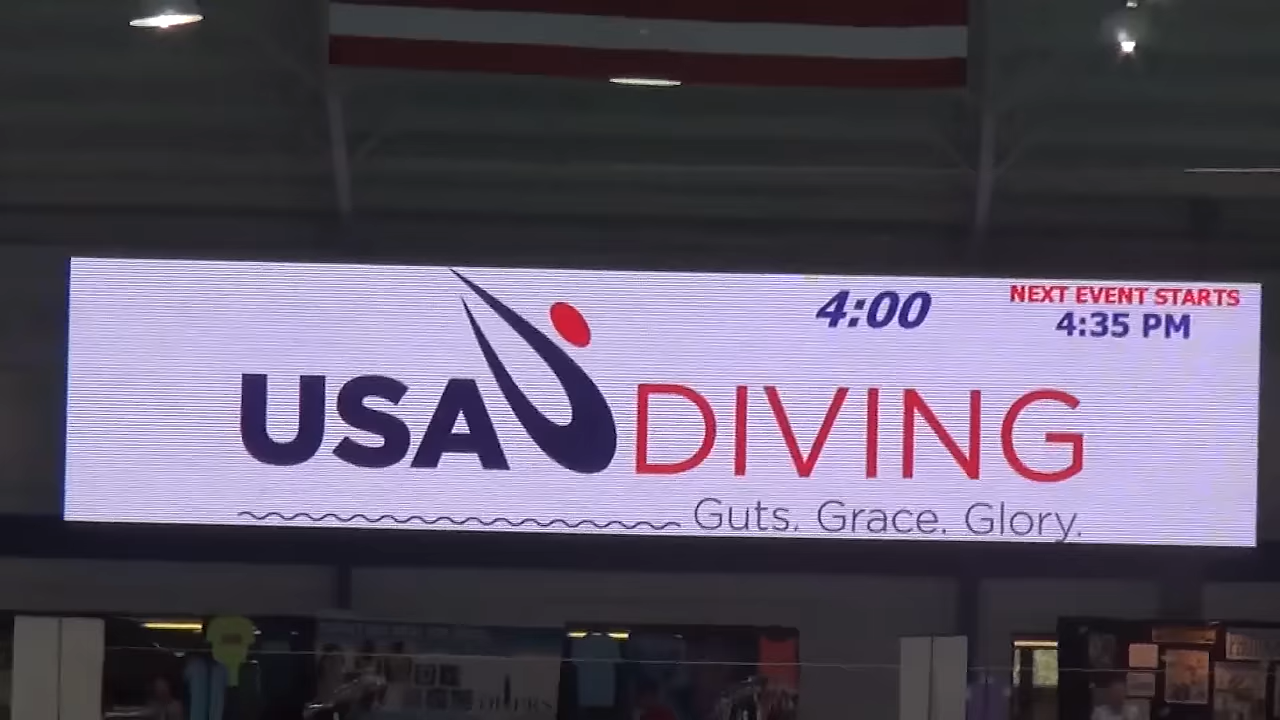 4:00
NEXT EVENT STARTS
4:35 PM
USA DIVING
Guts. Grace. Glory.